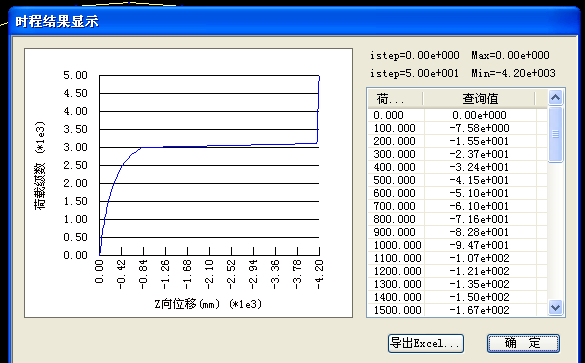 时程结果显示
istep=0.00e+000 Max=0.00e+000
istep=5.00e+001 Min=-4.20e+003
荷载级数 (*1e3)
5.00
4.50
4.00
3.50
3.00
2.50
2.00
1.50
1.00
0.50
0.00
0.00 -0.42 -0.84 -1.26 -1.68 -2.10 -2.52 -2.94 -3.36 -3.78 -4.20
Z向位移(mm) (*1e3)
荷... 查询值
0.000 0.00e+000
100.000 -7.58e+000
200.000 -1.55e+001
300.000 -2.37e+001
400.000 -3.24e+001
500.000 -4.15e+001
600.000 -5.10e+001
700.000 -6.10e+001
800.000 -7.16e+001
900.000 -8.28e+001
1000.000 -9.47e+001
1100.000 -1.07e+002
1200.000 -1.21e+002
1300.000 -1.35e+002
1400.000 -1.50e+002
1500.000 -1.67e+002
导出Excel... 确 定